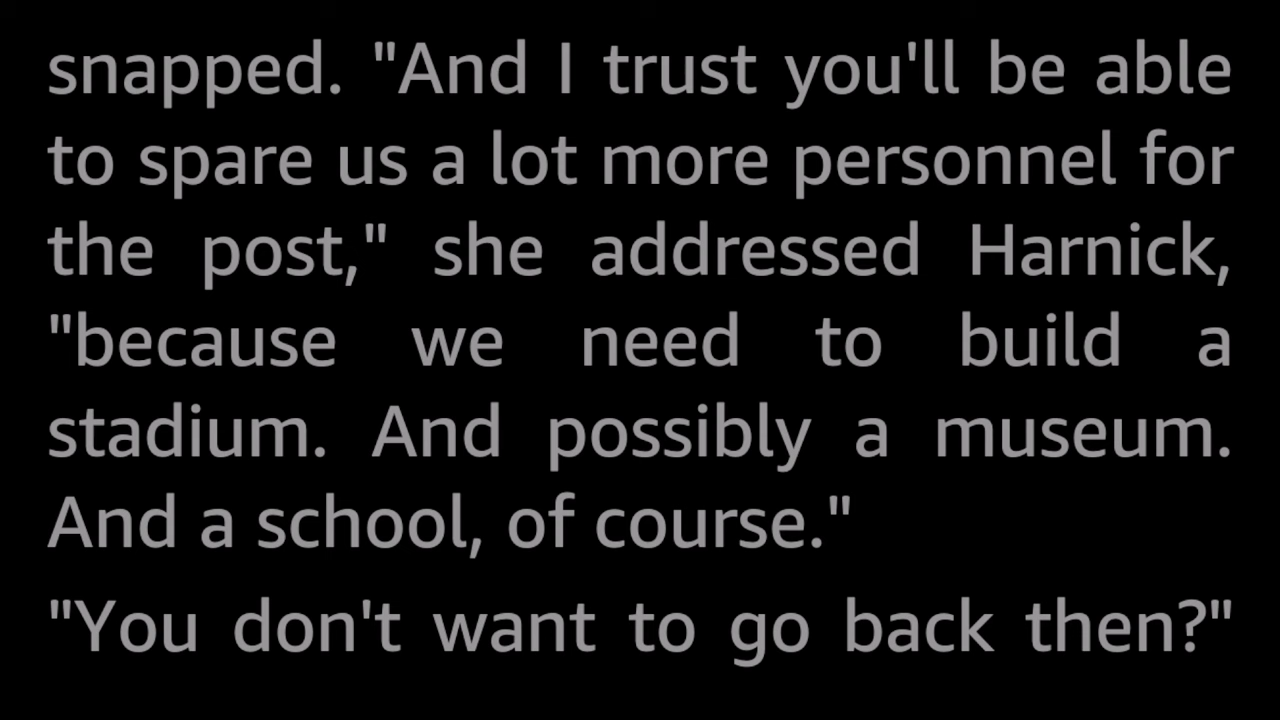 snapped. "And I trust you'll be able
to spare us a lot more personnel for
the post," she addressed Harnick,
"because we need to build a
stadium. And possibly a museum.
And a school, of course."
"You don't want to go back then?"